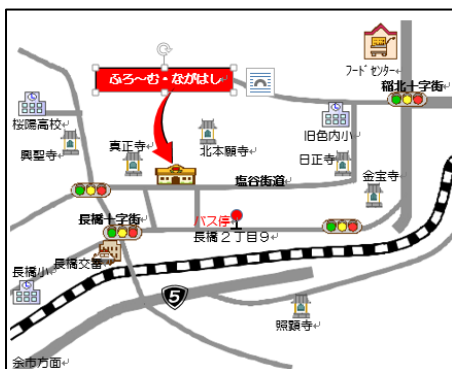 フードセンター
ふろ～む・ながはし
稲北十字街
桜陽高校
旧色内小
興聖寺
真正寺
北本願寺
日正寺
金宝寺
塩谷街道
長橋十字街
バス停
長橋２丁目９
長橋交番
長橋小
5
照顕寺
余市方面